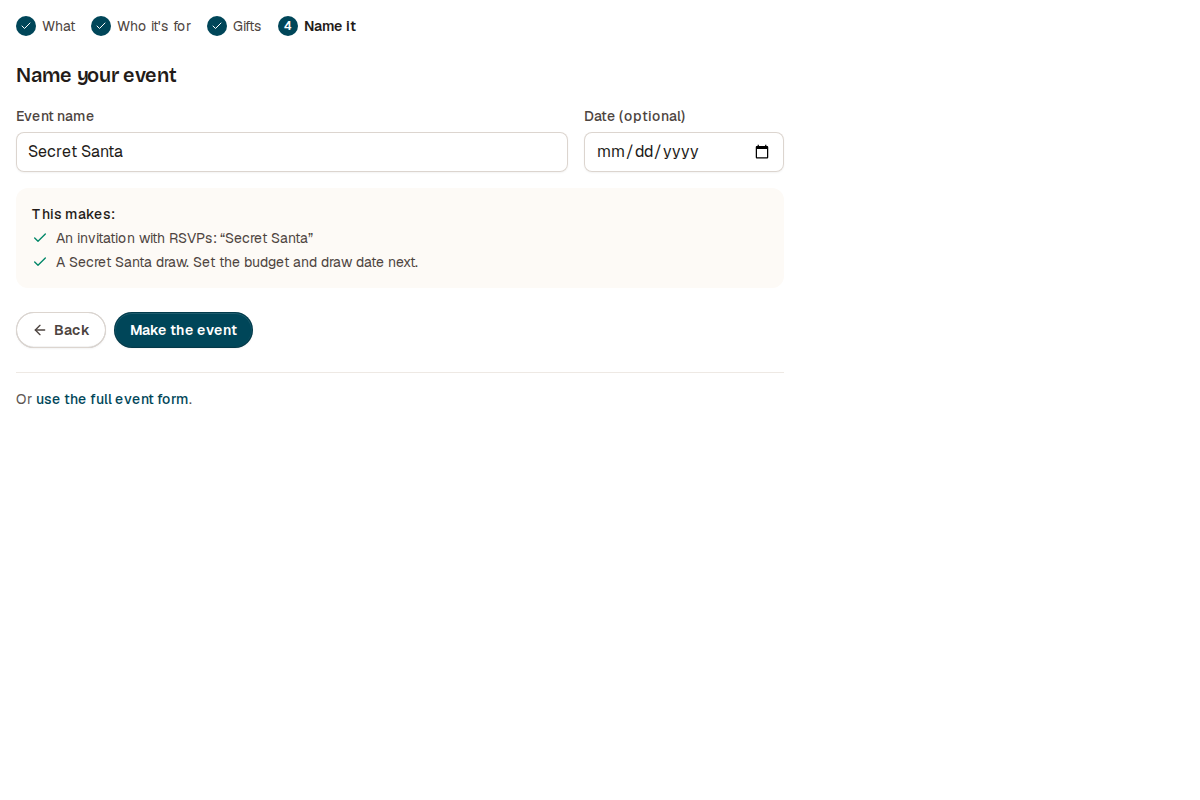 What Who it's for Gifts 4 Name it
Name your event
Event name Date (optional)
Secret Santa mm/dd/yyyy
This makes:
An invitation with RSVPs: “Secret Santa”
A Secret Santa draw. Set the budget and draw date next.
Back Make the event
Or use the full event form.